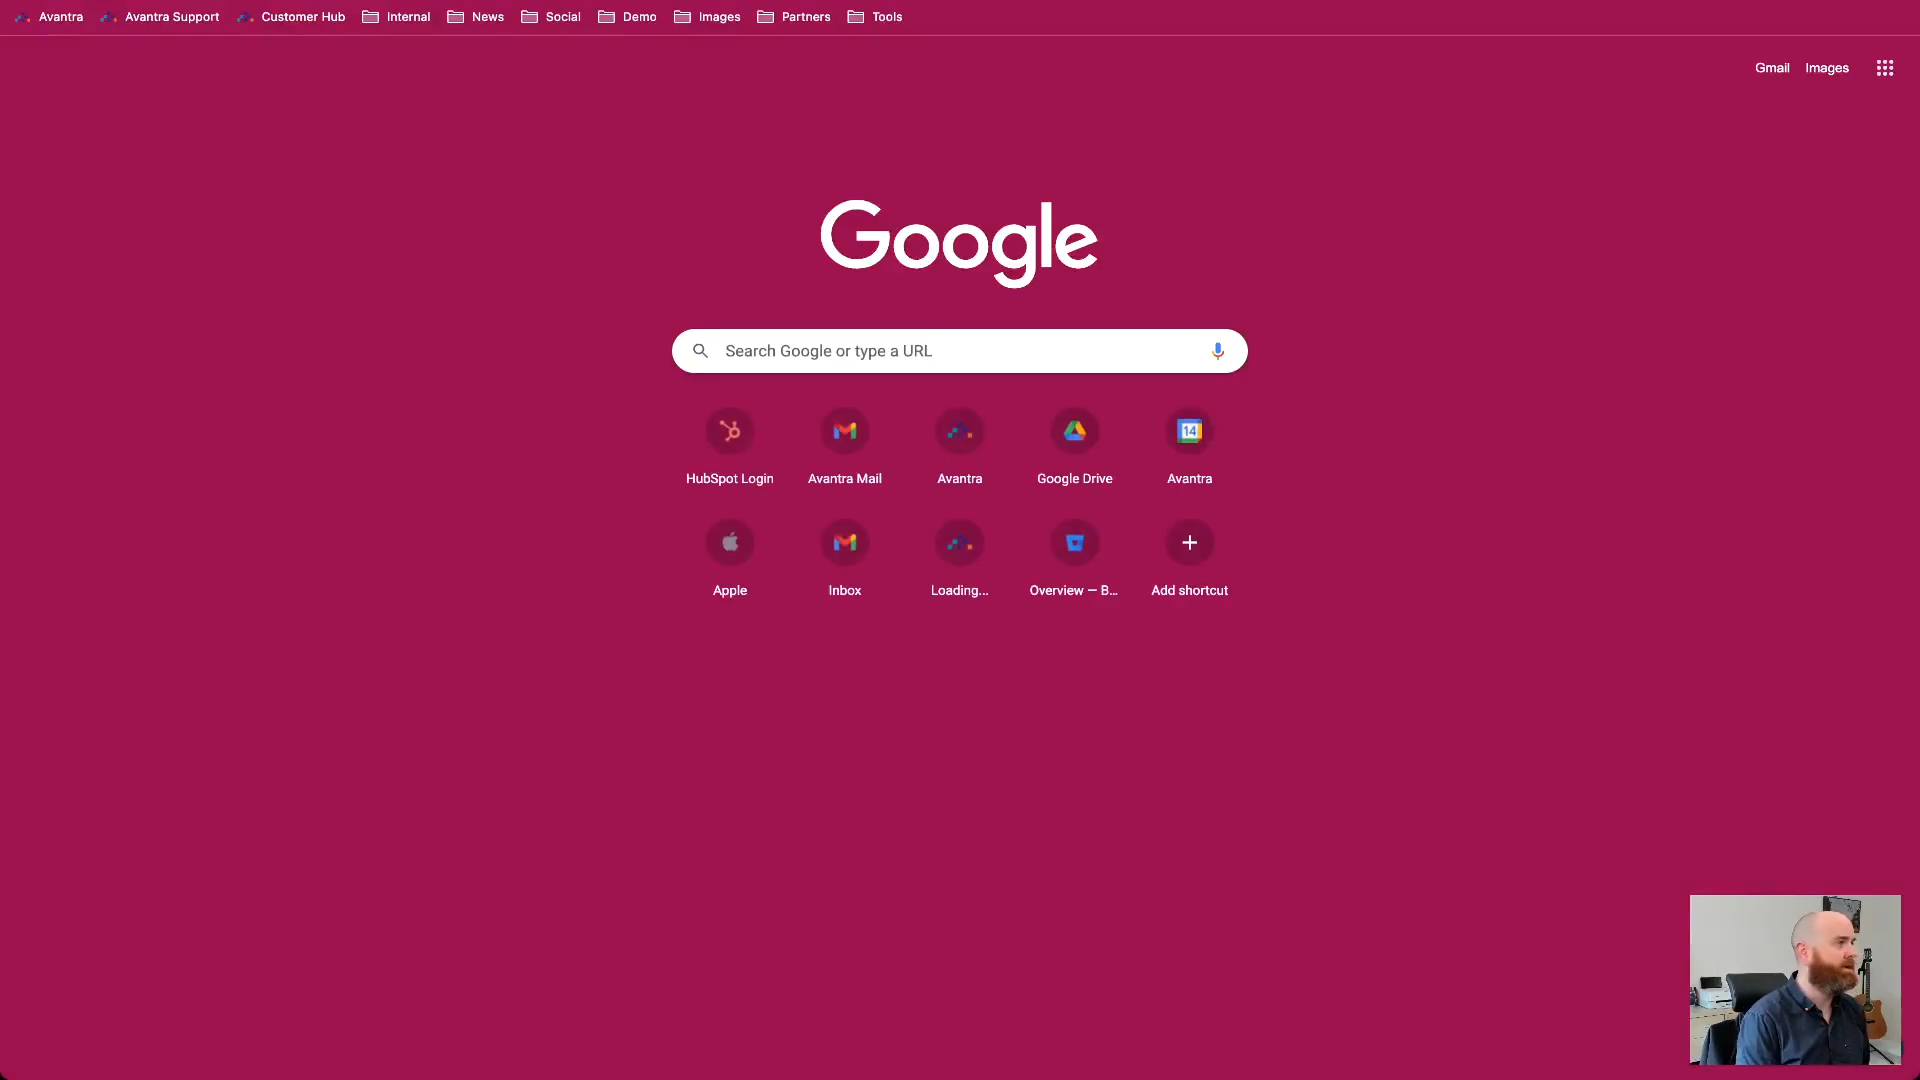 Avantra Avantra Support Customer Hub Internal News Social Demo Images Partners Tools
Gmail Images
Google
Search Google or type a URL
14
HubSpot Login Avantra Mail Avantra Google Drive Avantra
Apple Inbox Loading... Overview — B... Add shortcut